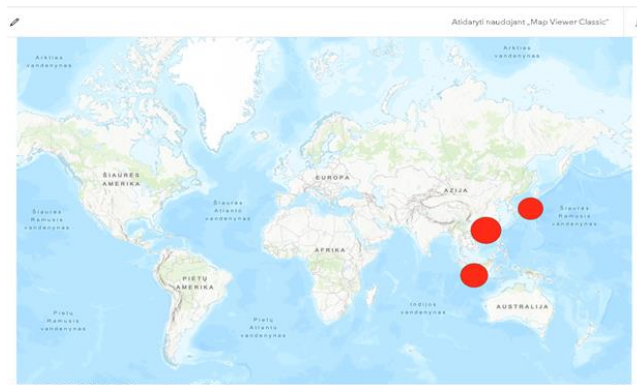 Atidaryti naudojant „Map Viewer Classic“
Arkties
vandenynas
Arkties
vandenynas
ŠIAURĖS
AMERIKA
EUROPA
AZIJA
Šiaurės
Ramusis
vandenynas
Šiaurės
Atlanto
vandenynas
Šiaurės
Ramusis
vandenynas
AFRIKA
PIETŲ
AMERIKA
Indijos
vandenynas
AUSTRALIJA
Pietų
Ramusis
vandenynas
Pietų
Atlanto
vandenynas